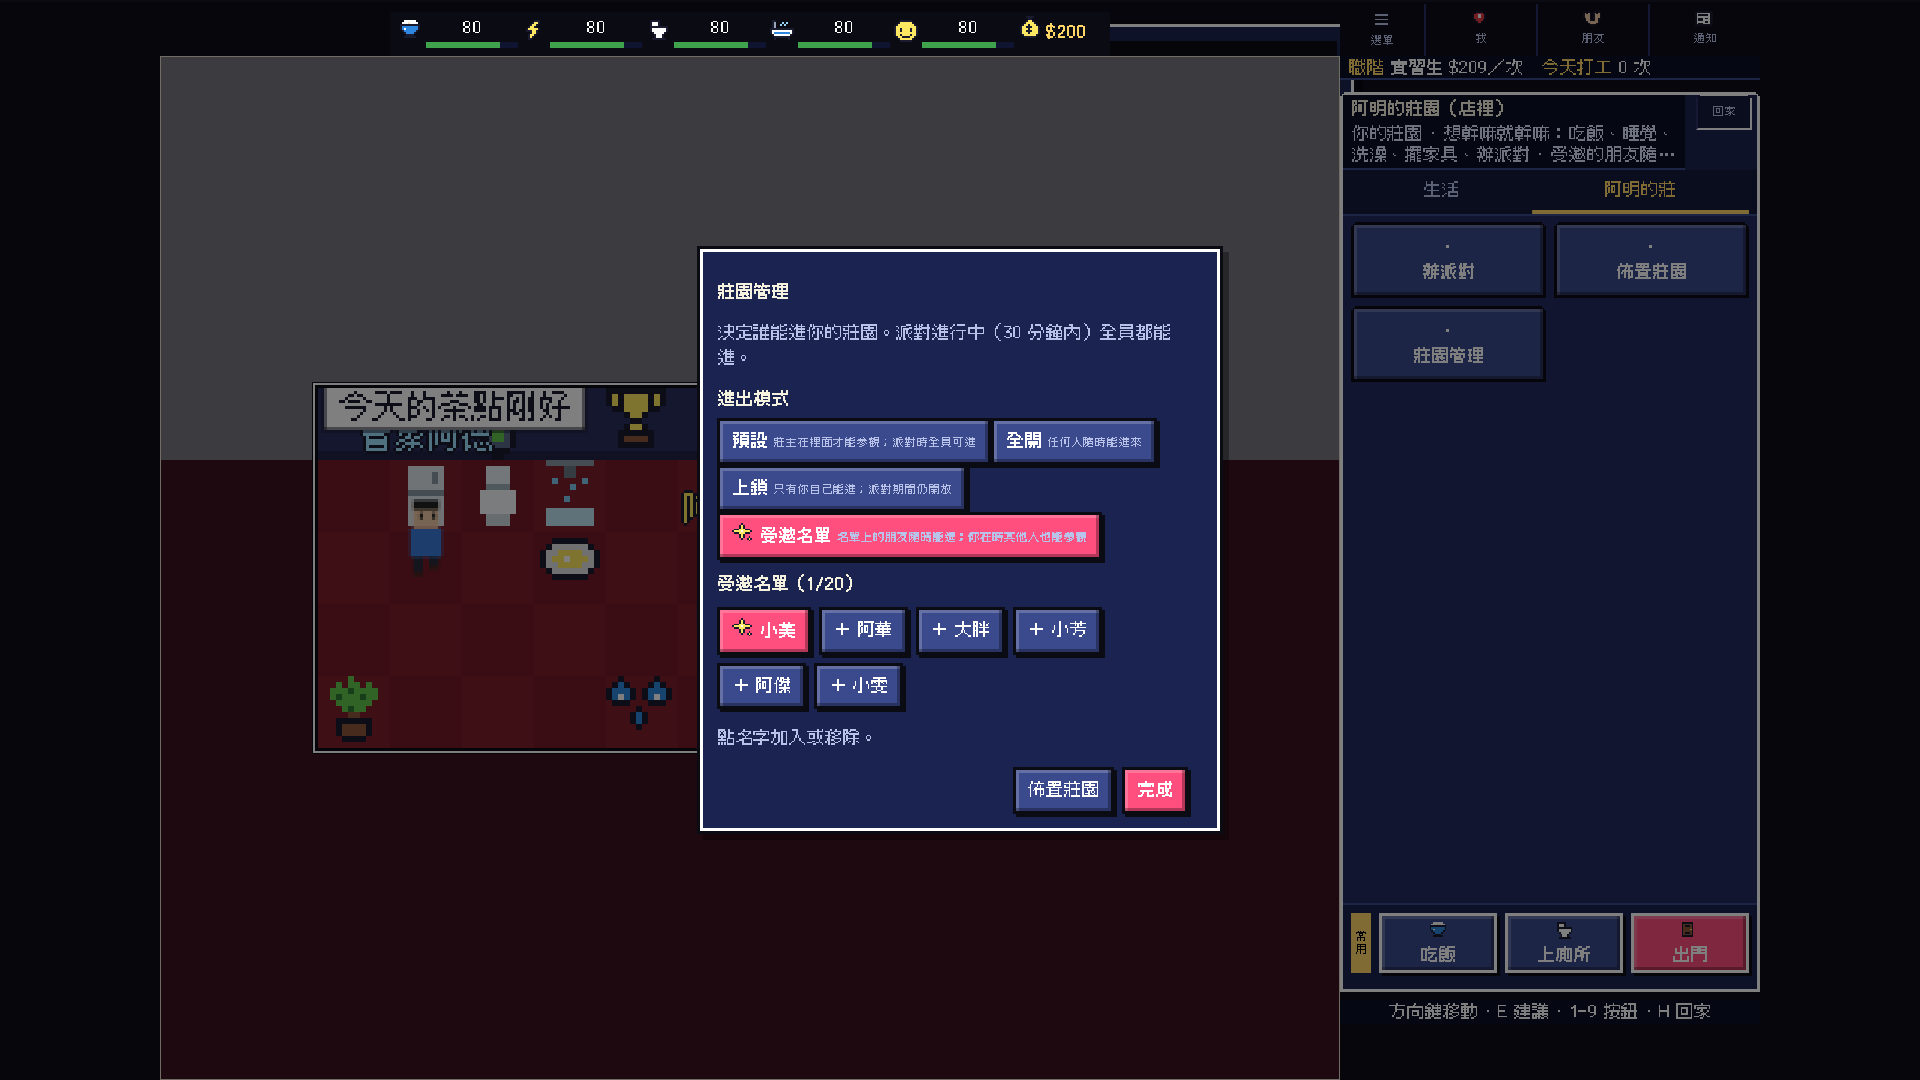 80 80 80 80 80 $200
選單 我 朋友 通知
職階 實習生 $209／次 今天打工 0 次
阿明的莊園（店裡）
回家
你的莊園．想幹嘛就幹嘛：吃飯、睡覺、
洗澡、擺家具、辦派對．受邀的朋友隨…
生活 阿明的莊
辦派對 佈置莊園
莊園管理
今天的茶點剛好
莊園管理
決定誰能進你的莊園。派對進行中（30 分鐘內）全員都能
進。
進出模式
預設 莊主在裡面才能參觀；派對時全員可進
全開 任何人隨時能進來
上鎖 只有你自己能進；派對期間仍開放
受邀名單 名單上的朋友隨時能進；你在時其他人也能參觀
受邀名單（1/20）
小美 ＋ 阿華 ＋ 大胖 ＋ 小芳
＋ 阿傑 ＋ 小雯
點名字加入或移除。
佈置莊園 完成
常用
吃飯 上廁所 出門
方向鍵移動．E 建議．1-9 按鈕．H 回家